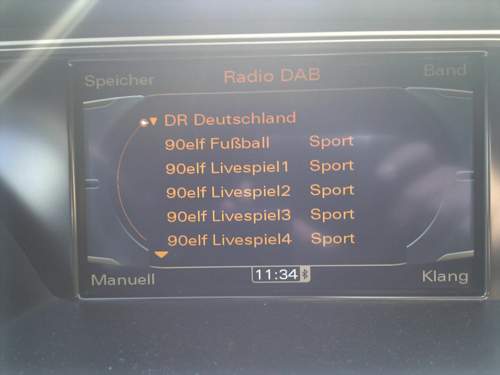 Speicher Radio DAB Band
DR Deutschland
90elf Fußball Sport
90elf Livespiel1 Sport
90elf Livespiel2 Sport
90elf Livespiel3 Sport
90elf Livespiel4 Sport
Manuell 11:34 Klang